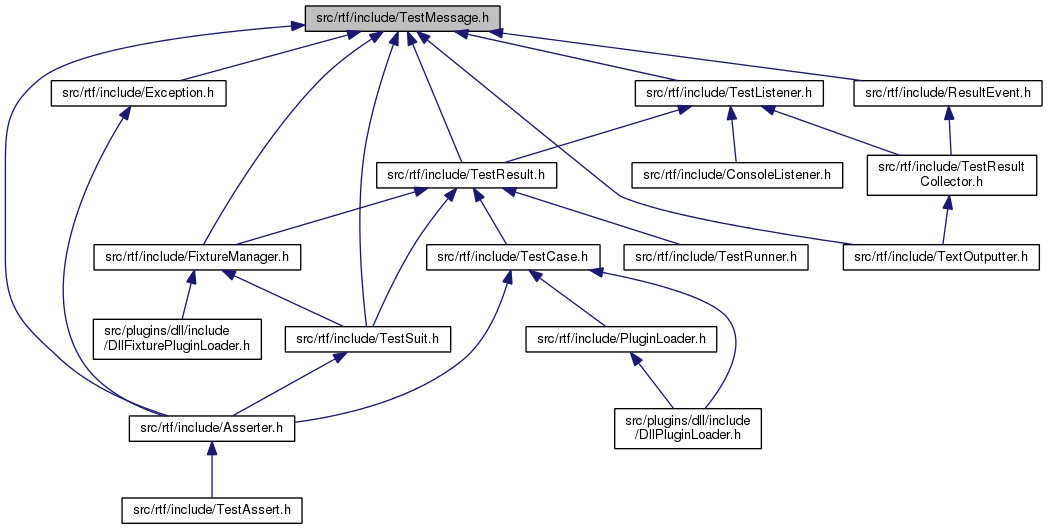 src/rtf/include/TestMessage.h
src/rtf/include/Exception.h
src/rtf/include/TestListener.h
src/rtf/include/ResultEvent.h
src/rtf/include/TestResult.h
src/rtf/include/ConsoleListener.h
src/rtf/include/TestResult
Collector.h
src/rtf/include/FixtureManager.h
src/rtf/include/TestCase.h
src/rtf/include/TestRunner.h
src/rtf/include/TextOutputter.h
src/plugins/dll/include
/DllFixturePluginLoader.h
src/rtf/include/TestSuit.h
src/rtf/include/PluginLoader.h
src/rtf/include/Asserter.h
src/plugins/dll/include
/DllPluginLoader.h
src/rtf/include/TestAssert.h